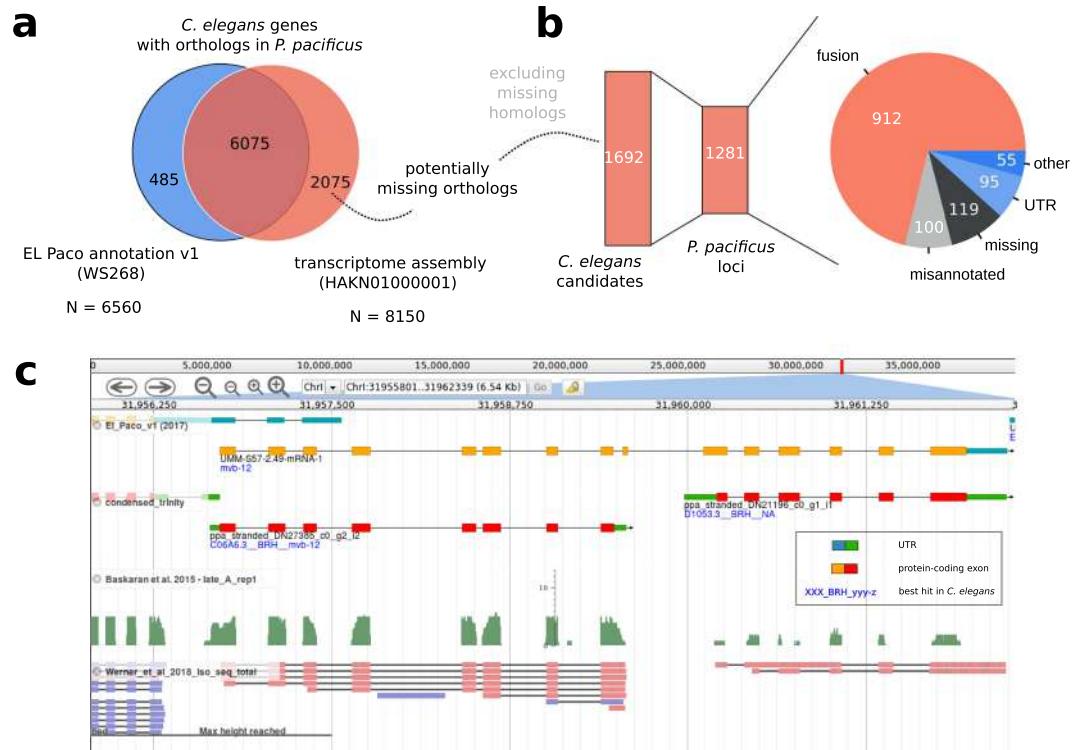 a
C. elegans genes
with orthologs in P. pacificus
485
6075
2075
potentially
missing orthologs
EL Paco annotation v1
(WS268)
N = 6560
transcriptome assembly
(HAKN01000001)
N = 8150
b
excluding
missing
homologs
1692
1281
C. elegans
candidates
P. pacificus
loci
fusion
912
55
other
95
UTR
119
missing
100
misannotated
c
0 5,000,000 10,000,000 15,000,000 20,000,000 25,000,000 30,000,000 35,000,000
ChrI ChrI:31955801..31962339 (6.54 Kb) Go
31,956,250 31,957,500 31,958,750 31,960,000 31,961,250 3
El_Paco_v1 (2017)
UMM-S57-2.49-mRNA-1
mvb-12
condensed_trinity
ppa_stranded_DN21196_c0_g1_i1
D1053.3__BRH__NA
ppa_stranded_DN27385_c0_g2_i2
C06A6.3__BRH__mvb-12
UTR
protein-coding exon
XXX_BRH_yyy-z best hit in C. elegans
Baskaran et al. 2015 - late_A_rep1
10
0
Werner_et_al_2018_Iso_seq_total
Max height reached